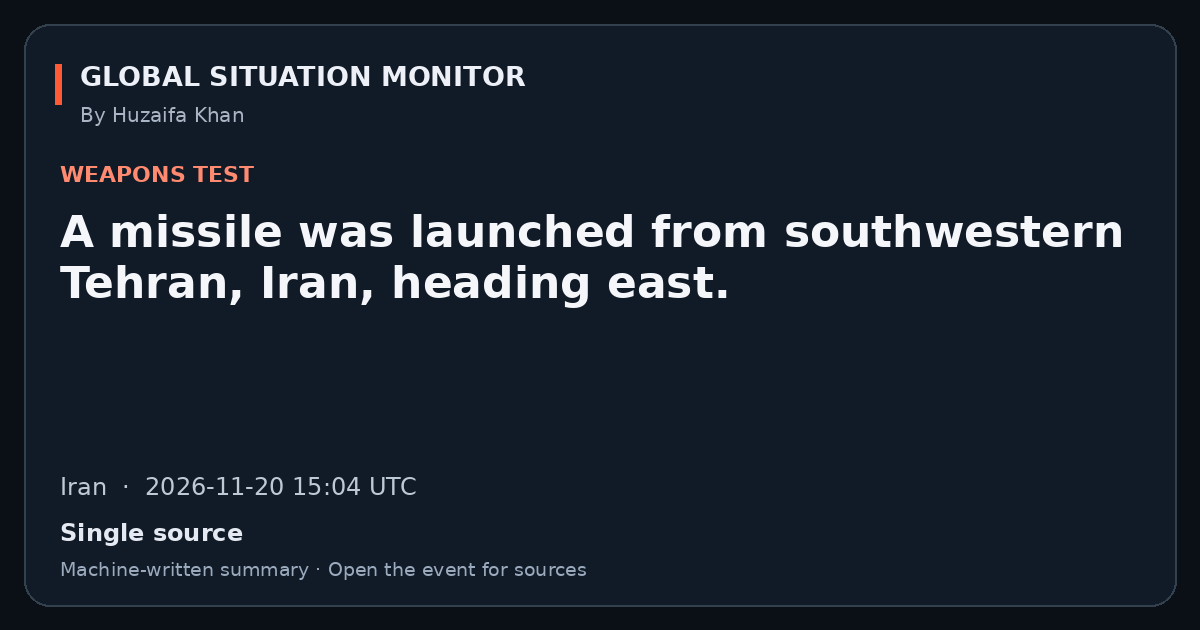 GLOBAL SITUATION MONITOR
By Huzaifa Khan
WEAPONS TEST
A missile was launched from southwestern
Tehran, Iran, heading east.
Iran · 2026-11-20 15:04 UTC
Single source
Machine-written summary · Open the event for sources